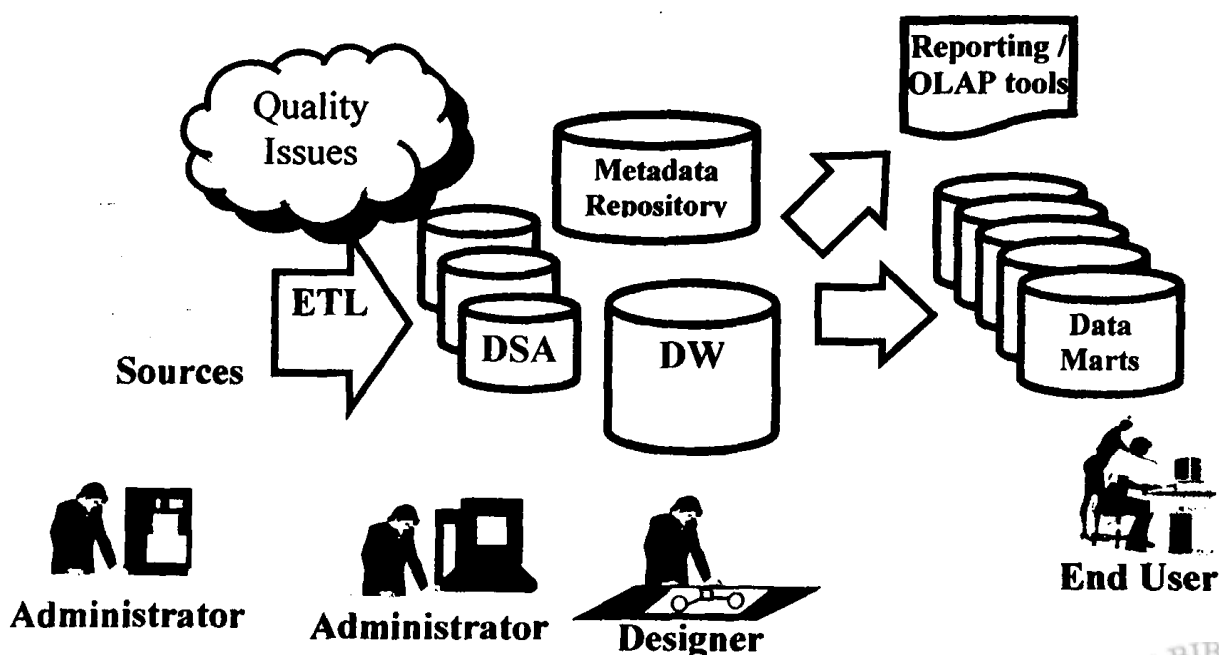 Quality
Issues
Reporting /
OLAP tools
Metadata
Repository
ETL
DSA
DW
Data
Marts
Sources
Administrator
Administrator
Designer
End User